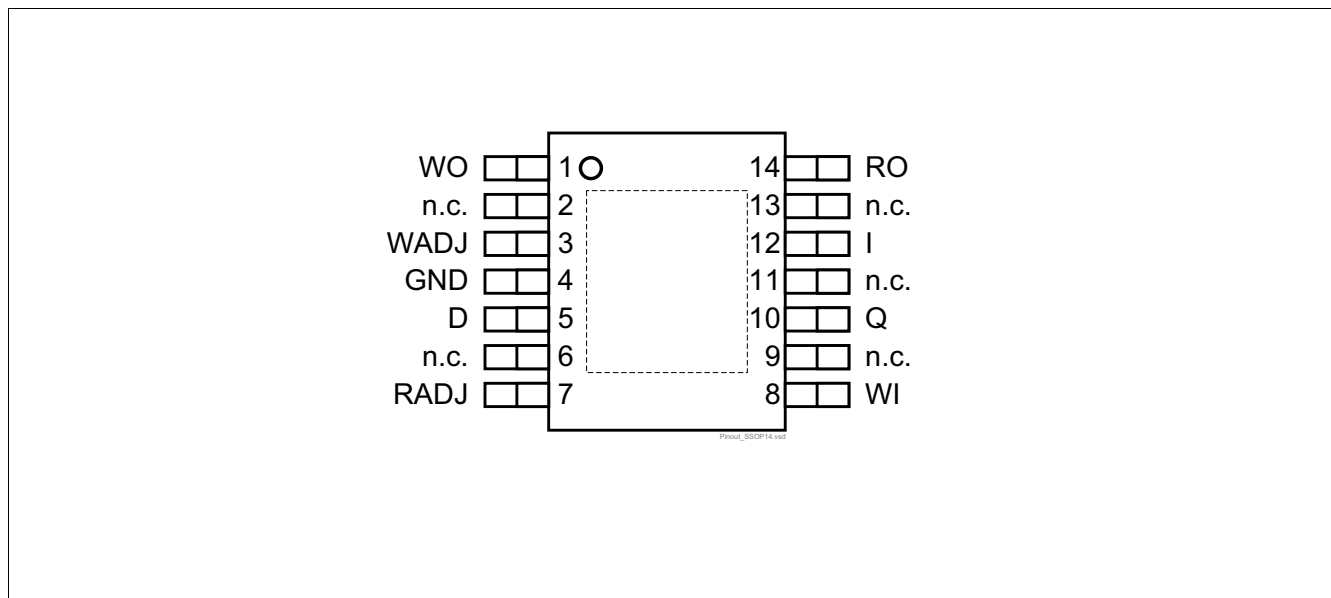 WO 1 14 RO
n.c. 2 13 n.c.
WADJ 3 12 I
GND 4 11 n.c.
D 5 10 Q
n.c. 6 9 n.c.
RADJ 7 8 WI
Pinout_SSOP14.vsd